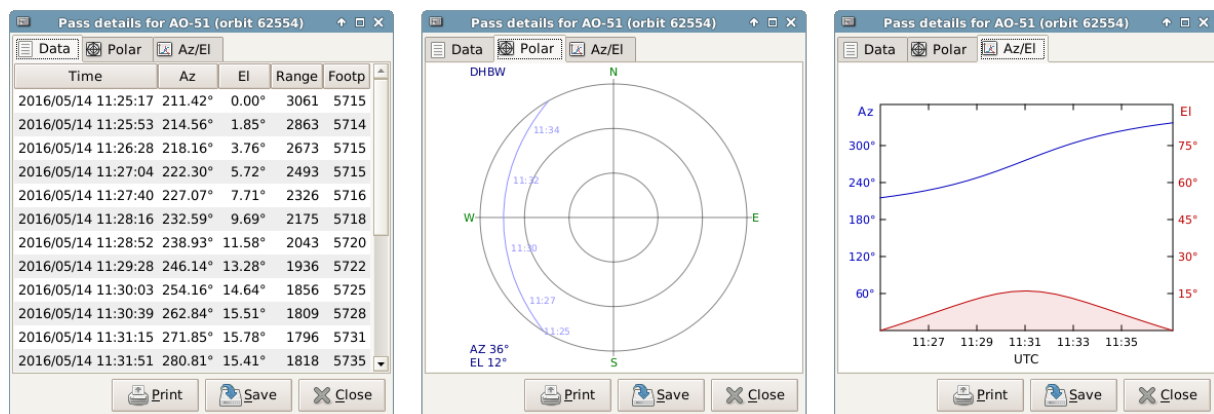 Pass details for AO-51 (orbit 62554)
Data Polar Az/El
Time Az El Range Footp
2016/05/14 11:25:17 211.42° 0.00° 3061 5715
2016/05/14 11:25:53 214.56° 1.85° 2863 5714
2016/05/14 11:26:28 218.16° 3.76° 2673 5715
2016/05/14 11:27:04 222.30° 5.72° 2493 5715
2016/05/14 11:27:40 227.07° 7.71° 2326 5716
2016/05/14 11:28:16 232.59° 9.69° 2175 5718
2016/05/14 11:28:52 238.93° 11.58° 2043 5720
2016/05/14 11:29:28 246.14° 13.28° 1936 5722
2016/05/14 11:30:03 254.16° 14.64° 1856 5725
2016/05/14 11:30:39 262.84° 15.51° 1809 5728
2016/05/14 11:31:15 271.85° 15.78° 1796 5731
2016/05/14 11:31:51 280.81° 15.41° 1818 5735
Print Save Close
Pass details for AO-51 (orbit 62554)
Data Polar Az/El
DHBW
N
11:34
11:32
W E
11:30
11:27
11:25
AZ 36°
EL 12°
S
Print Save Close
Pass details for AO-51 (orbit 62554)
Data Polar Az/El
Az El
300° 75°
240° 60°
180° 45°
120° 30°
60° 15°
11:27 11:29 11:31 11:33 11:35
UTC
Print Save Close